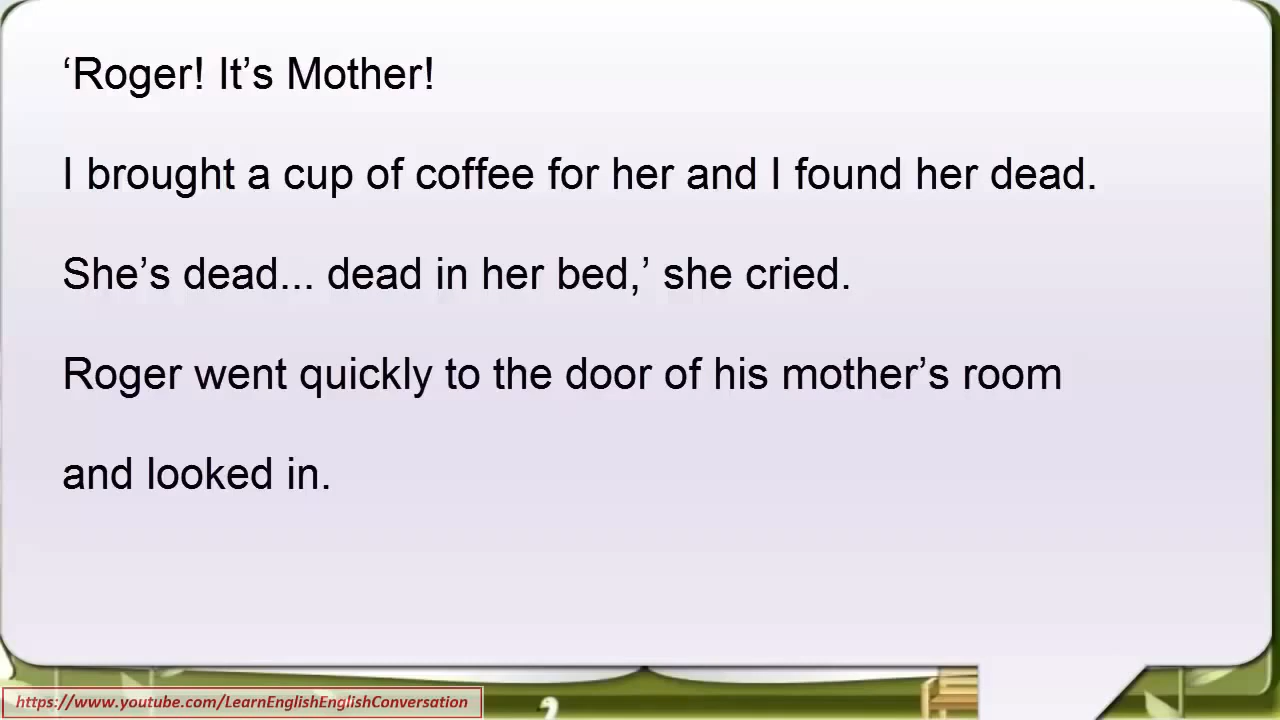 ‘Roger! It’s Mother!
I brought a cup of coffee for her and I found her dead.
She’s dead... dead in her bed,’ she cried.
Roger went quickly to the door of his mother’s room
and looked in.
https://www.youtube.com/LearnEnglishEnglishConversation